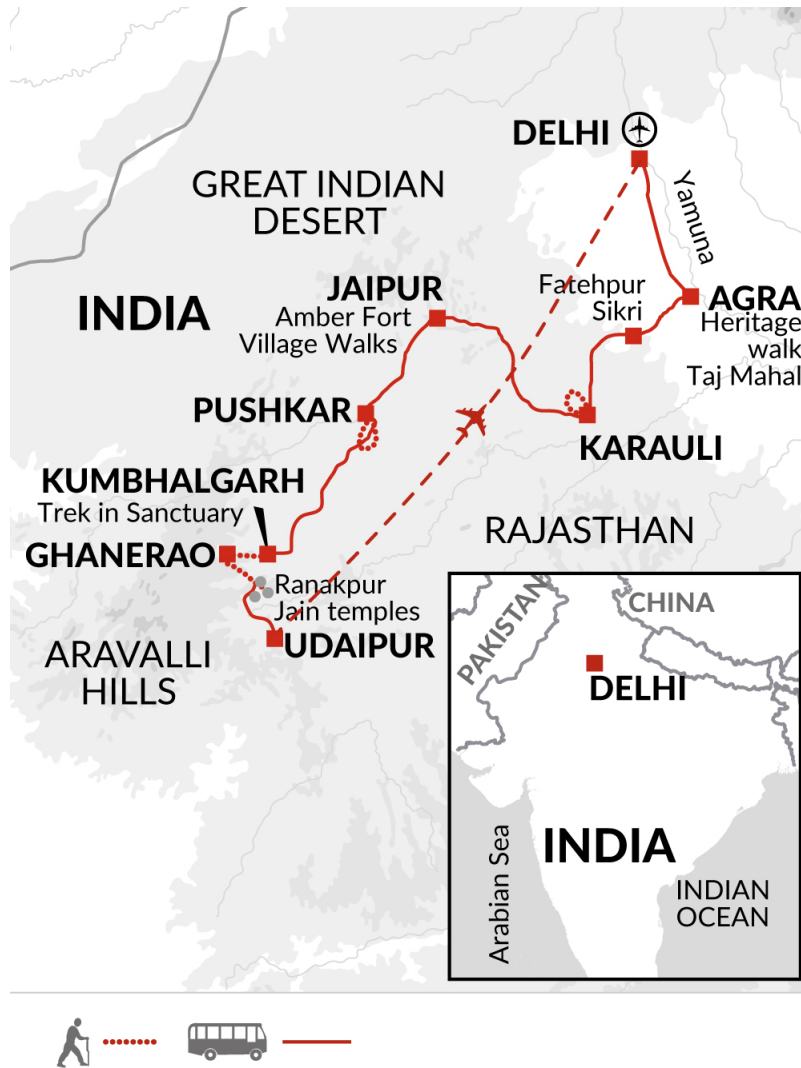 DELHI
Yamuna
GREAT INDIAN
DESERT
JAIPUR
Amber Fort
Village Walks
INDIA
Fatehpur
Sikri
AGRA
Heritage
walk
Taj Mahal
PUSHKAR
KARAULI
KUMBHALGARH
Trek in Sanctuary
GHANERAO
RAJASTHAN
Ranakpur
Jain temples
UDAIPUR
ARAVALLI
HILLS
PAKISTAN
CHINA
DELHI
INDIA
Arabian Sea
INDIAN
OCEAN